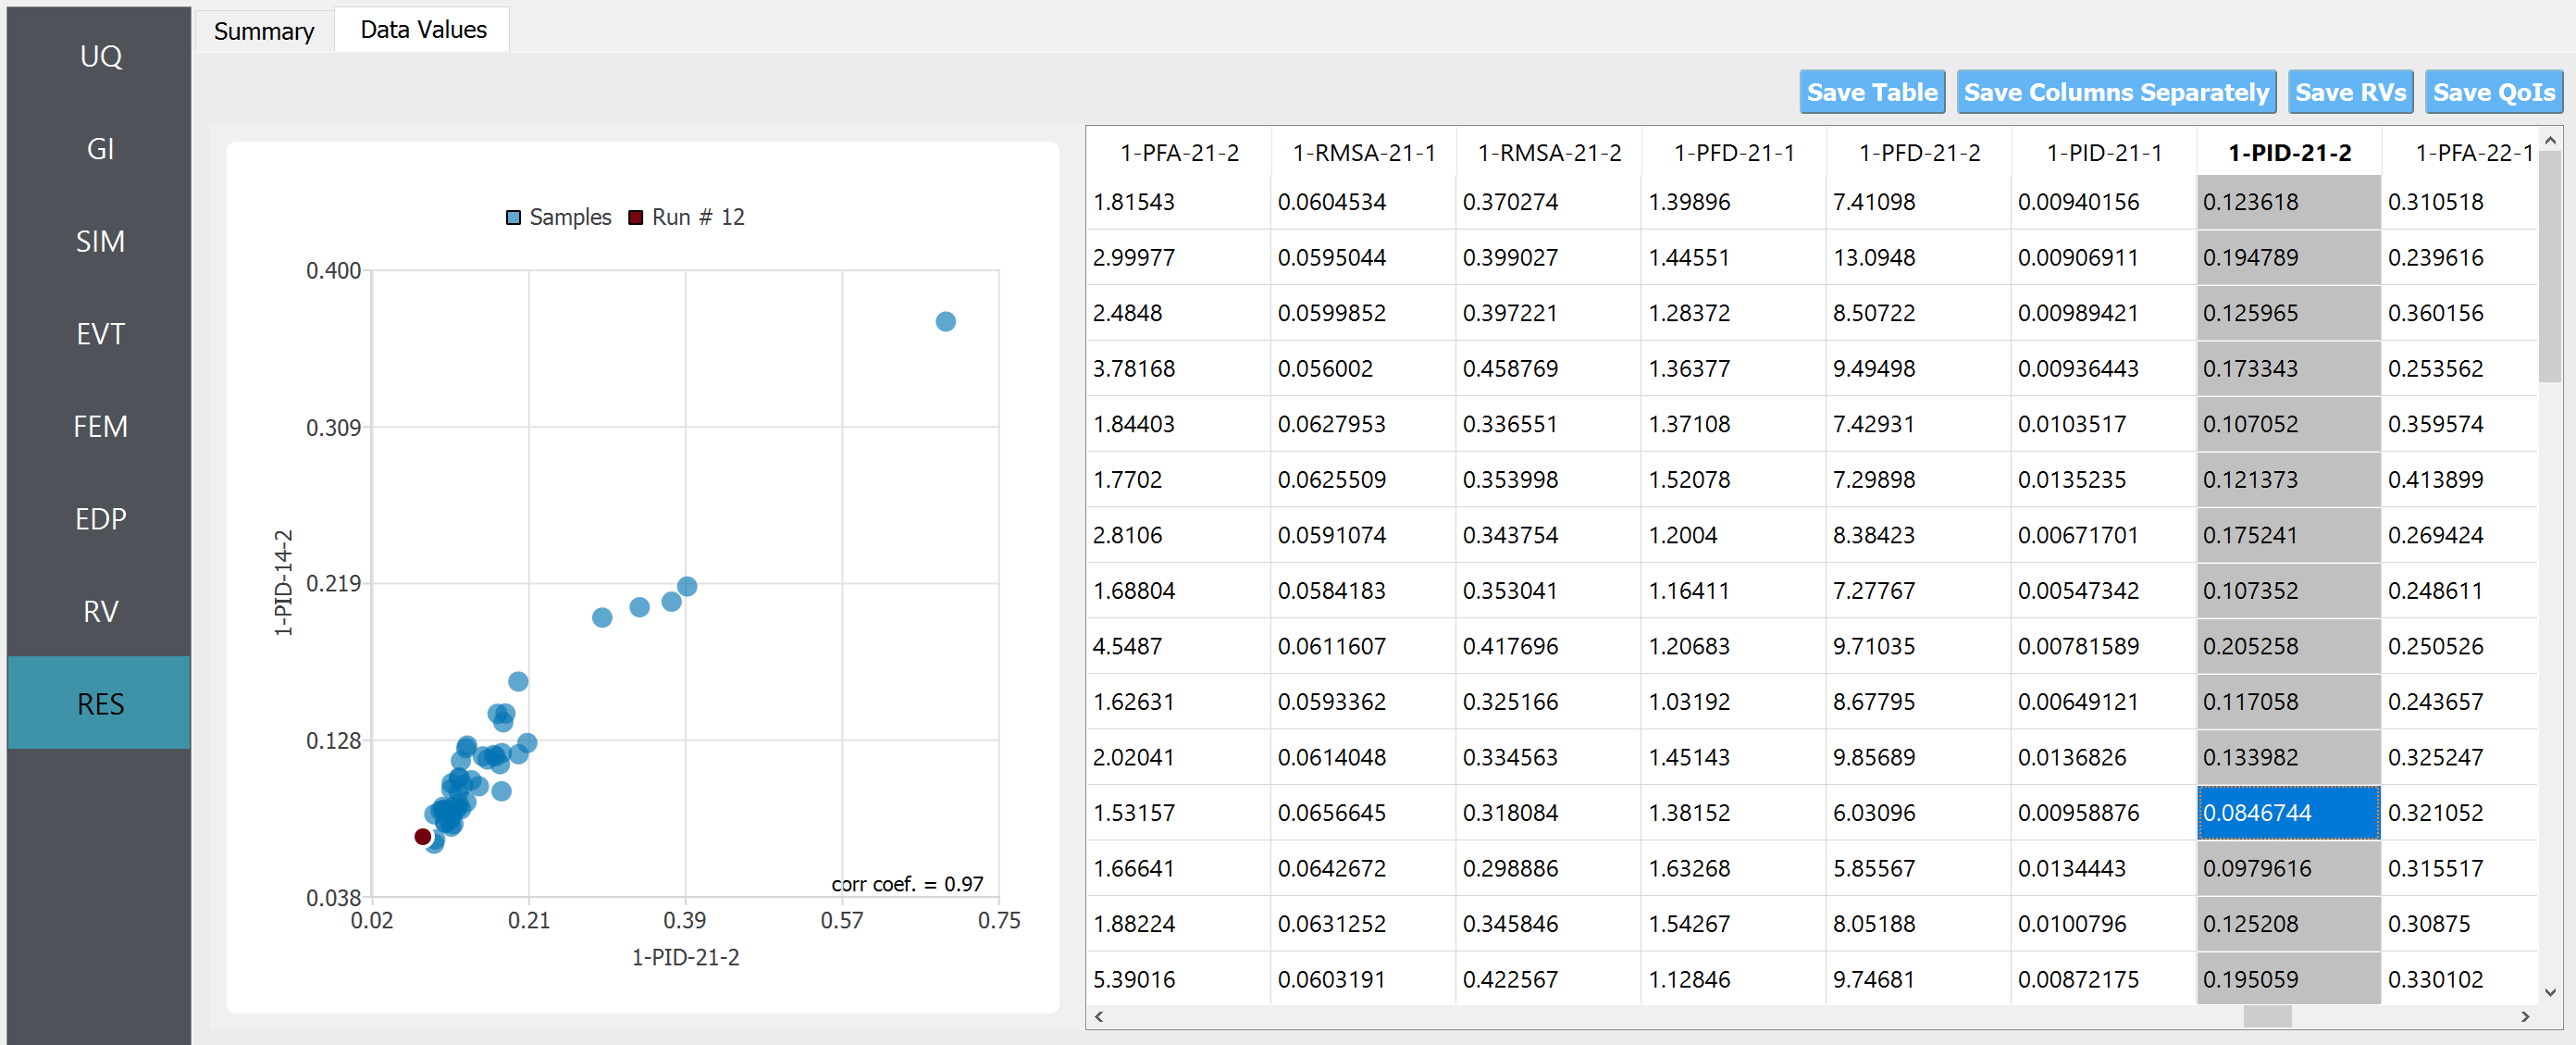 UQ
GI
SIM
EVT
FEM
EDP
RV
RES
Summary Data Values
Save Table Save Columns Separately Save RVs Save QoIs
Samples Run # 12
0.400
0.309
0.219
0.128
0.038
1-PID-14-2
corr coef. = 0.97
0.02 0.21 0.39 0.57 0.75
1-PID-21-2
1-PFA-21-2 1-RMSA-21-1 1-RMSA-21-2 1-PFD-21-1 1-PFD-21-2 1-PID-21-1 1-PID-21-2 1-PFA-22-1
1.81543 0.0604534 0.370274 1.39896 7.41098 0.00940156 0.123618 0.310518
2.99977 0.0595044 0.399027 1.44551 13.0948 0.00906911 0.194789 0.239616
2.4848 0.0599852 0.397221 1.28372 8.50722 0.00989421 0.125965 0.360156
3.78168 0.056002 0.458769 1.36377 9.49498 0.00936443 0.173343 0.253562
1.84403 0.0627953 0.336551 1.37108 7.42931 0.0103517 0.107052 0.359574
1.7702 0.0625509 0.353998 1.52078 7.29898 0.0135235 0.121373 0.413899
2.8106 0.0591074 0.343754 1.2004 8.38423 0.00671701 0.175241 0.269424
1.68804 0.0584183 0.353041 1.16411 7.27767 0.00547342 0.107352 0.248611
4.5487 0.0611607 0.417696 1.20683 9.71035 0.00781589 0.205258 0.250526
1.62631 0.0593362 0.325166 1.03192 8.67795 0.00649121 0.117058 0.243657
2.02041 0.0614048 0.334563 1.45143 9.85689 0.0136826 0.133982 0.325247
1.53157 0.0656645 0.318084 1.38152 6.03096 0.00958876 0.0846744 0.321052
1.66641 0.0642672 0.298886 1.63268 5.85567 0.0134443 0.0979616 0.315517
1.88224 0.0631252 0.345846 1.54267 8.05188 0.0100796 0.125208 0.30875
5.39016 0.0603191 0.422567 1.12846 9.74681 0.00872175 0.195059 0.330102